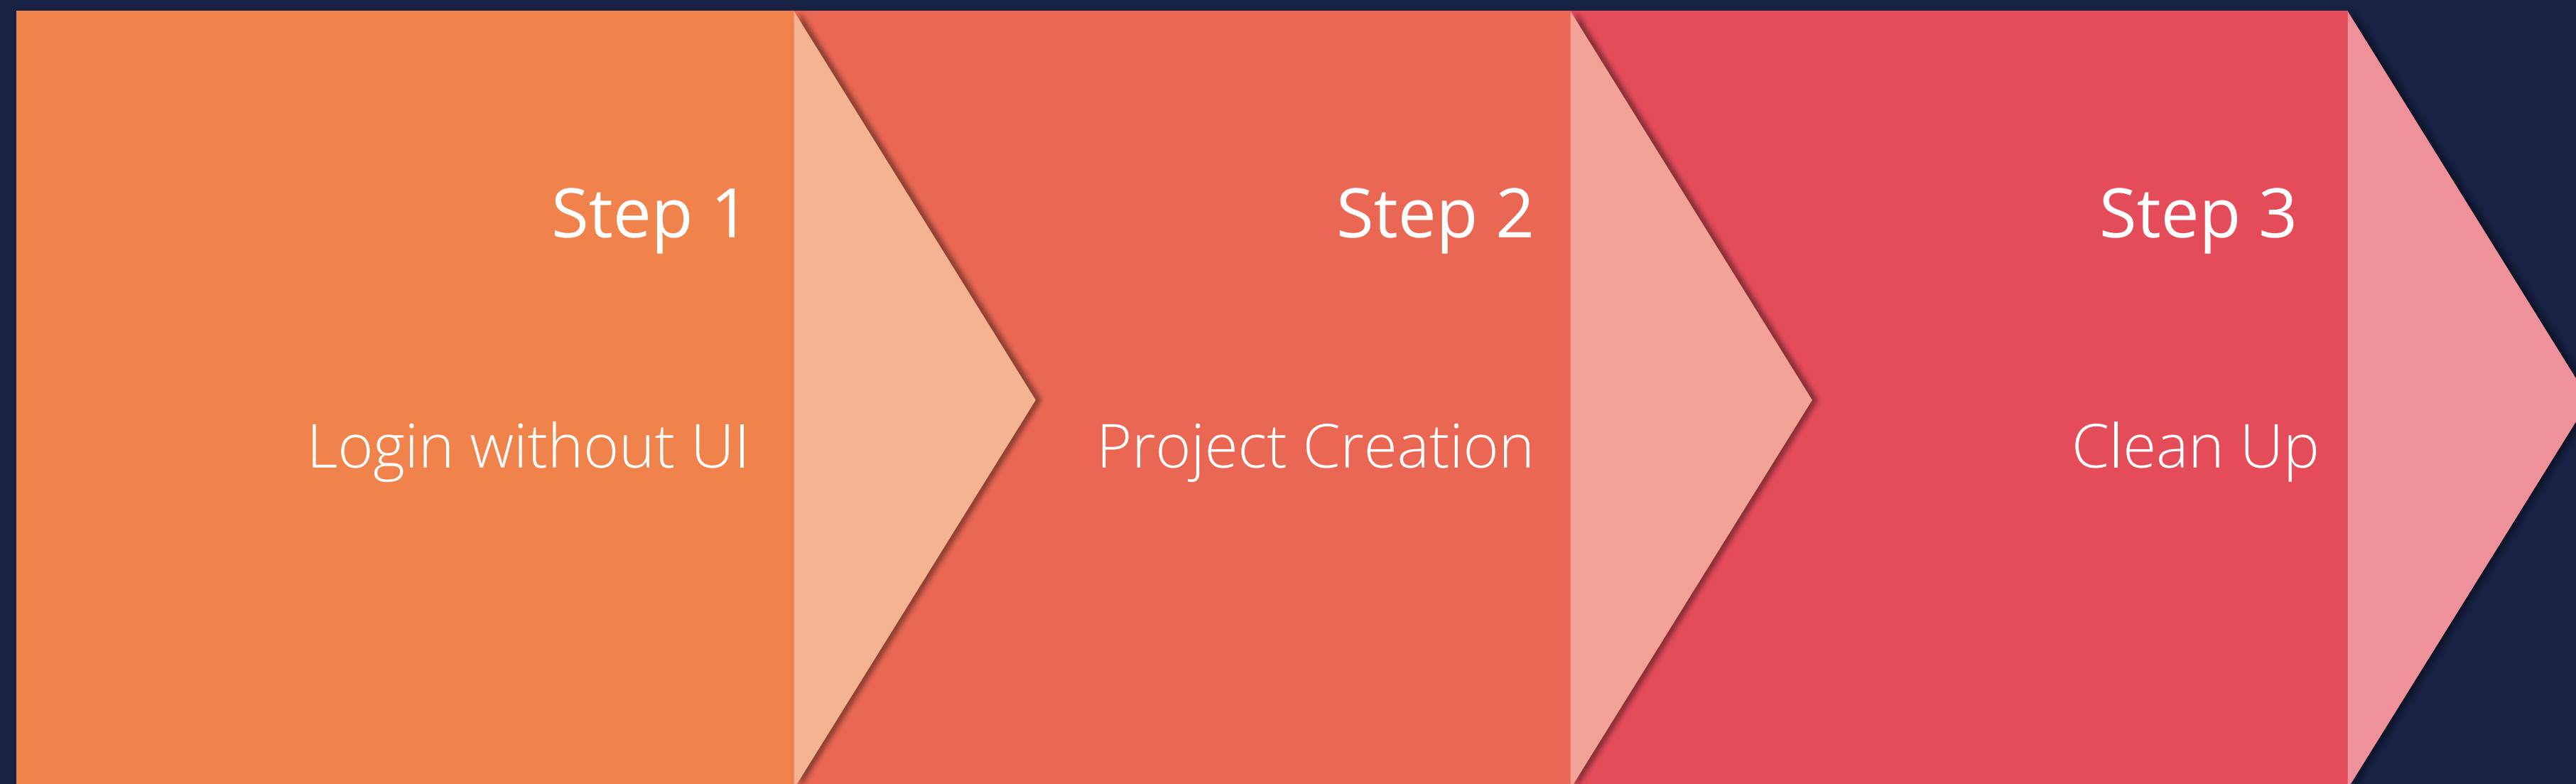 Step 1
Login without UI
Step 2
Project Creation
Step 3
Clean Up